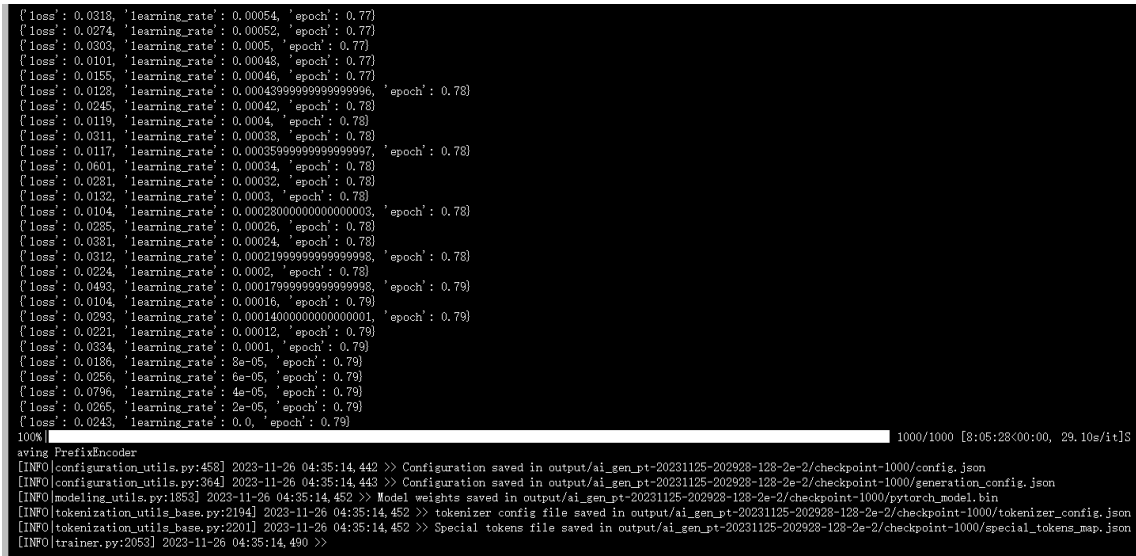 {'loss': 0.0318, 'learning_rate': 0.00054, 'epoch': 0.77}
{'loss': 0.0274, 'learning_rate': 0.00052, 'epoch': 0.77}
{'loss': 0.0303, 'learning_rate': 0.0005, 'epoch': 0.77}
{'loss': 0.0101, 'learning_rate': 0.00048, 'epoch': 0.77}
{'loss': 0.0155, 'learning_rate': 0.00046, 'epoch': 0.77}
{'loss': 0.0128, 'learning_rate': 0.00043999999999999996, 'epoch': 0.78}
{'loss': 0.0245, 'learning_rate': 0.00042, 'epoch': 0.78}
{'loss': 0.0119, 'learning_rate': 0.0004, 'epoch': 0.78}
{'loss': 0.0311, 'learning_rate': 0.00038, 'epoch': 0.78}
{'loss': 0.0117, 'learning_rate': 0.00035999999999999997, 'epoch': 0.78}
{'loss': 0.0601, 'learning_rate': 0.00034, 'epoch': 0.78}
{'loss': 0.0281, 'learning_rate': 0.00032, 'epoch': 0.78}
{'loss': 0.0132, 'learning_rate': 0.0003, 'epoch': 0.78}
{'loss': 0.0104, 'learning_rate': 0.00028000000000000003, 'epoch': 0.78}
{'loss': 0.0285, 'learning_rate': 0.00026, 'epoch': 0.78}
{'loss': 0.0381, 'learning_rate': 0.00024, 'epoch': 0.78}
{'loss': 0.0312, 'learning_rate': 0.00021999999999999998, 'epoch': 0.78}
{'loss': 0.0224, 'learning_rate': 0.0002, 'epoch': 0.78}
{'loss': 0.0493, 'learning_rate': 0.00017999999999999998, 'epoch': 0.79}
{'loss': 0.0104, 'learning_rate': 0.00016, 'epoch': 0.79}
{'loss': 0.0293, 'learning_rate': 0.00014000000000000001, 'epoch': 0.79}
{'loss': 0.0221, 'learning_rate': 0.00012, 'epoch': 0.79}
{'loss': 0.0334, 'learning_rate': 0.0001, 'epoch': 0.79}
{'loss': 0.0186, 'learning_rate': 8e-05, 'epoch': 0.79}
{'loss': 0.0256, 'learning_rate': 6e-05, 'epoch': 0.79}
{'loss': 0.0796, 'learning_rate': 4e-05, 'epoch': 0.79}
{'loss': 0.0265, 'learning_rate': 2e-05, 'epoch': 0.79}
{'loss': 0.0243, 'learning_rate': 0.0, 'epoch': 0.79}
100%| 1000/1000 [8:05:28<00:00, 29.10s/it]S
aving PrefixEncoder
[INFO|configuration_utils.py:458] 2023-11-26 04:35:14,442 >> Configuration saved in output/ai_gen_pt-20231125-202928-128-2e-2/checkpoint-1000/config.json
[INFO|configuration_utils.py:364] 2023-11-26 04:35:14,443 >> Configuration saved in output/ai_gen_pt-20231125-202928-128-2e-2/checkpoint-1000/generation_config.json
[INFO|modeling_utils.py:1853] 2023-11-26 04:35:14,452 >> Model weights saved in output/ai_gen_pt-20231125-202928-128-2e-2/checkpoint-1000/pytorch_model.bin
[INFO|tokenization_utils_base.py:2194] 2023-11-26 04:35:14,452 >> tokenizer config file saved in output/ai_gen_pt-20231125-202928-128-2e-2/checkpoint-1000/tokenizer_config.json
[INFO|tokenization_utils_base.py:2201] 2023-11-26 04:35:14,452 >> Special tokens file saved in output/ai_gen_pt-20231125-202928-128-2e-2/checkpoint-1000/special_tokens_map.json
[INFO|trainer.py:2053] 2023-11-26 04:35:14,490 >>